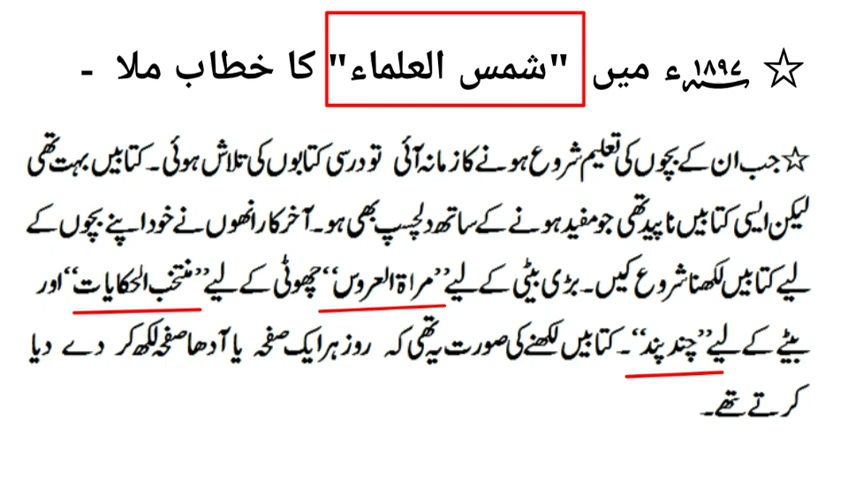 ☆ ۱۸۹۷ء میں "شمس العلماء" کا خطاب ملا -
☆ جب ان کے بچوں کی تعلیم شروع ہونے کا زمانہ آئی تو درسی کتابوں کی تلاش ہوئی۔ کتابیں بہت تھی
لیکن ایسی کتابیں ناپید تھی جو مفید ہونے کے ساتھ دلچسپ بھی ہو۔ آخر کار انھوں نے خود اپنے بچوں کے
لیے کتابیں لکھنا شروع کیں۔ بڑی بیٹی کے لیے ”مراۃ العروس“ چھوٹی کے لیے ”منتخب الحکایات“ اور
بیٹے کے لیے ”چند پند“۔ کتابیں لکھنے کی صورت یہ تھی کہ روز ہر ایک صفحہ یا آدھا صفحہ لکھ کر دے دیا
کرتے تھے۔